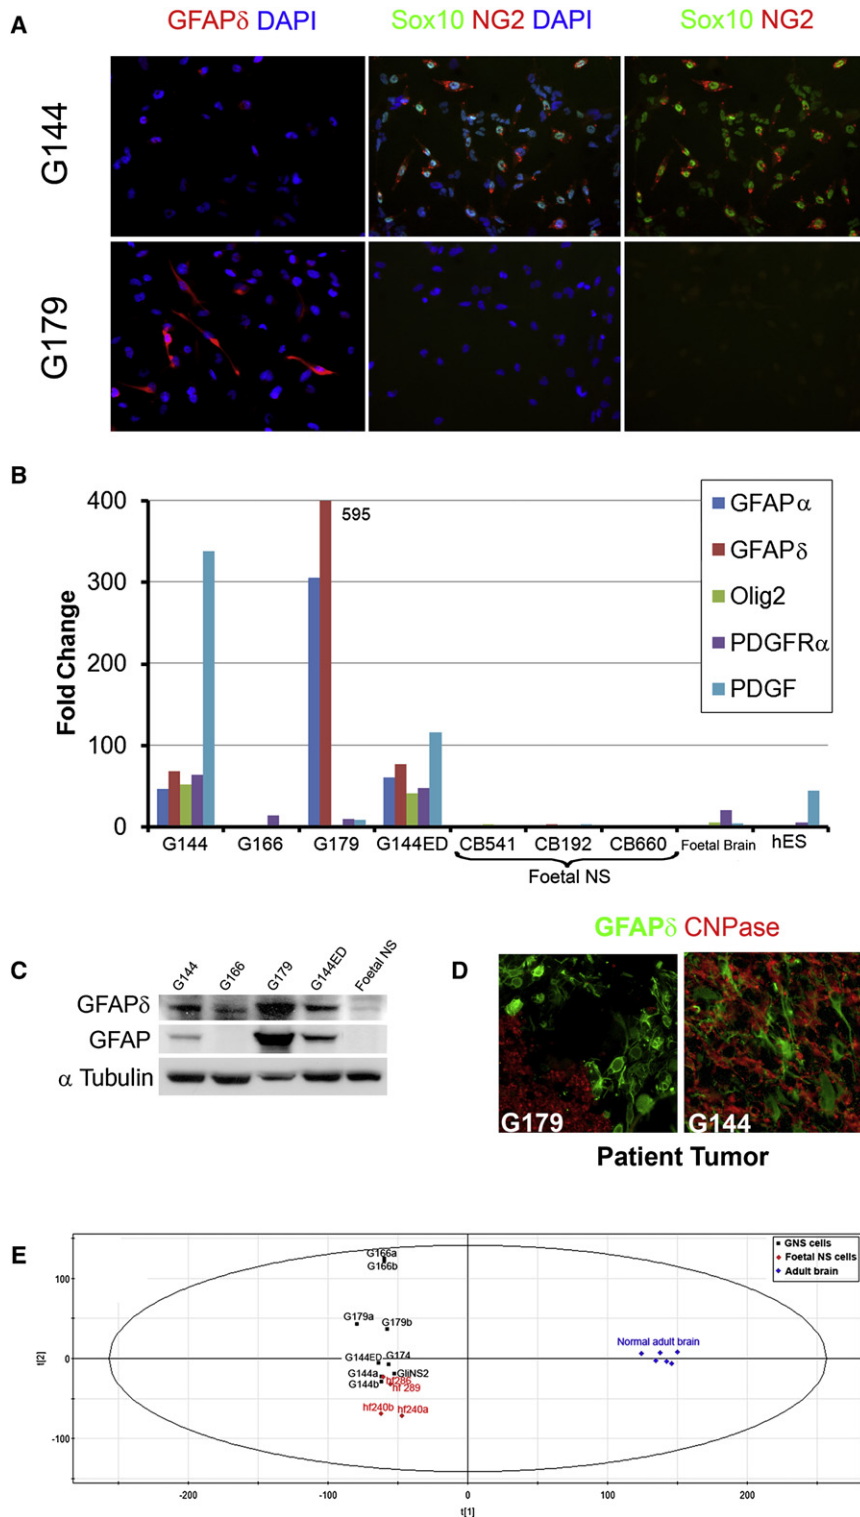 A
GFAPδ DAPI
Sox10 NG2 DAPI
Sox10 NG2
G144
G179
B
400
300
200
100
0
Fold Change
595
GFAPα
GFAPδ
Olig2
PDGFRα
PDGF
G144
G166
G179
G144ED
CB541
CB192
CB660
Foetal Brain
hES
Foetal NS
C
G144
G166
G179
G144ED
Foetal NS
GFAPδ
GFAP
α Tubulin
D
GFAPδ CNPase
G179
G144
Patient Tumor
E
GNS cells
Foetal NS cells
Adult brain
G166a
G166b
G179a
G179b
G144ED
G174
G144a
GliNS2
G144b
hf286
hf 289
hf240b
hf240a
Normal adult brain
100
0
-100
t[2]
-200
-100
0
100
200
t[1]